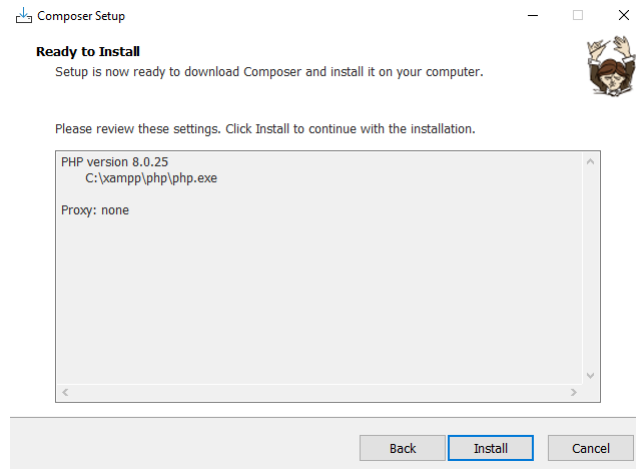 Composer Setup
Ready to Install
Setup is now ready to download Composer and install it on your computer.
Please review these settings. Click Install to continue with the installation.
PHP version 8.0.25
C:\xampp\php\php.exe
Proxy: none
Back
Install
Cancel